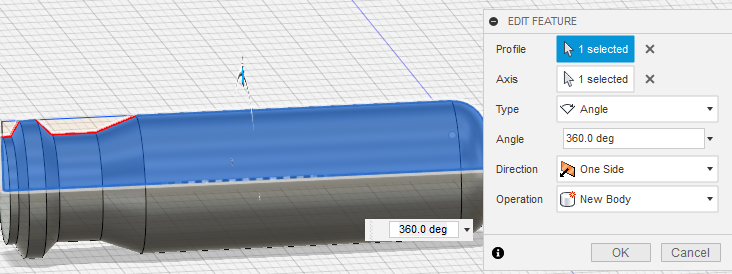 EDIT FEATURE
Profile 1 selected
Axis 1 selected
Type Angle
Angle 360.0 deg
Direction One Side
Operation New Body
360.0 deg
OK Cancel